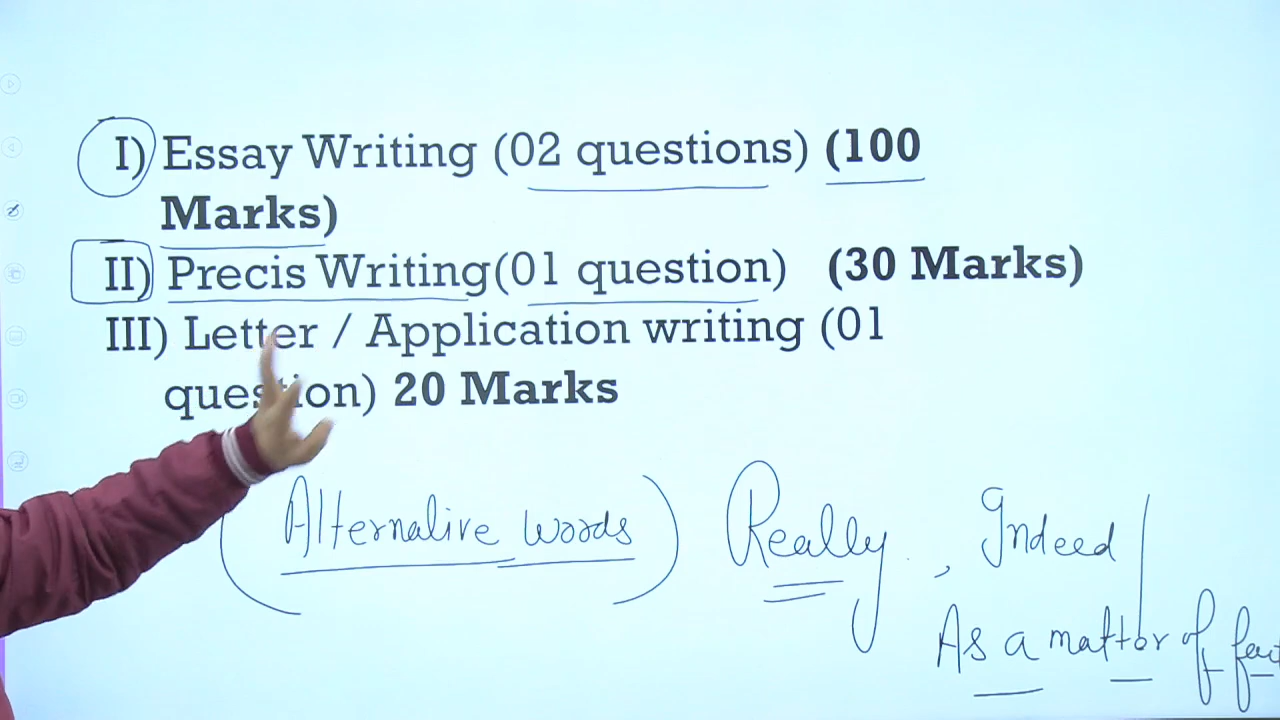 I) Essay Writing (02 questions) (100
Marks)
II) Precis Writing(01 question) (30 Marks)
III) Letter / Application writing (01
question) 20 Marks
(Alternative words) Really, Indeed
As a matter of fact